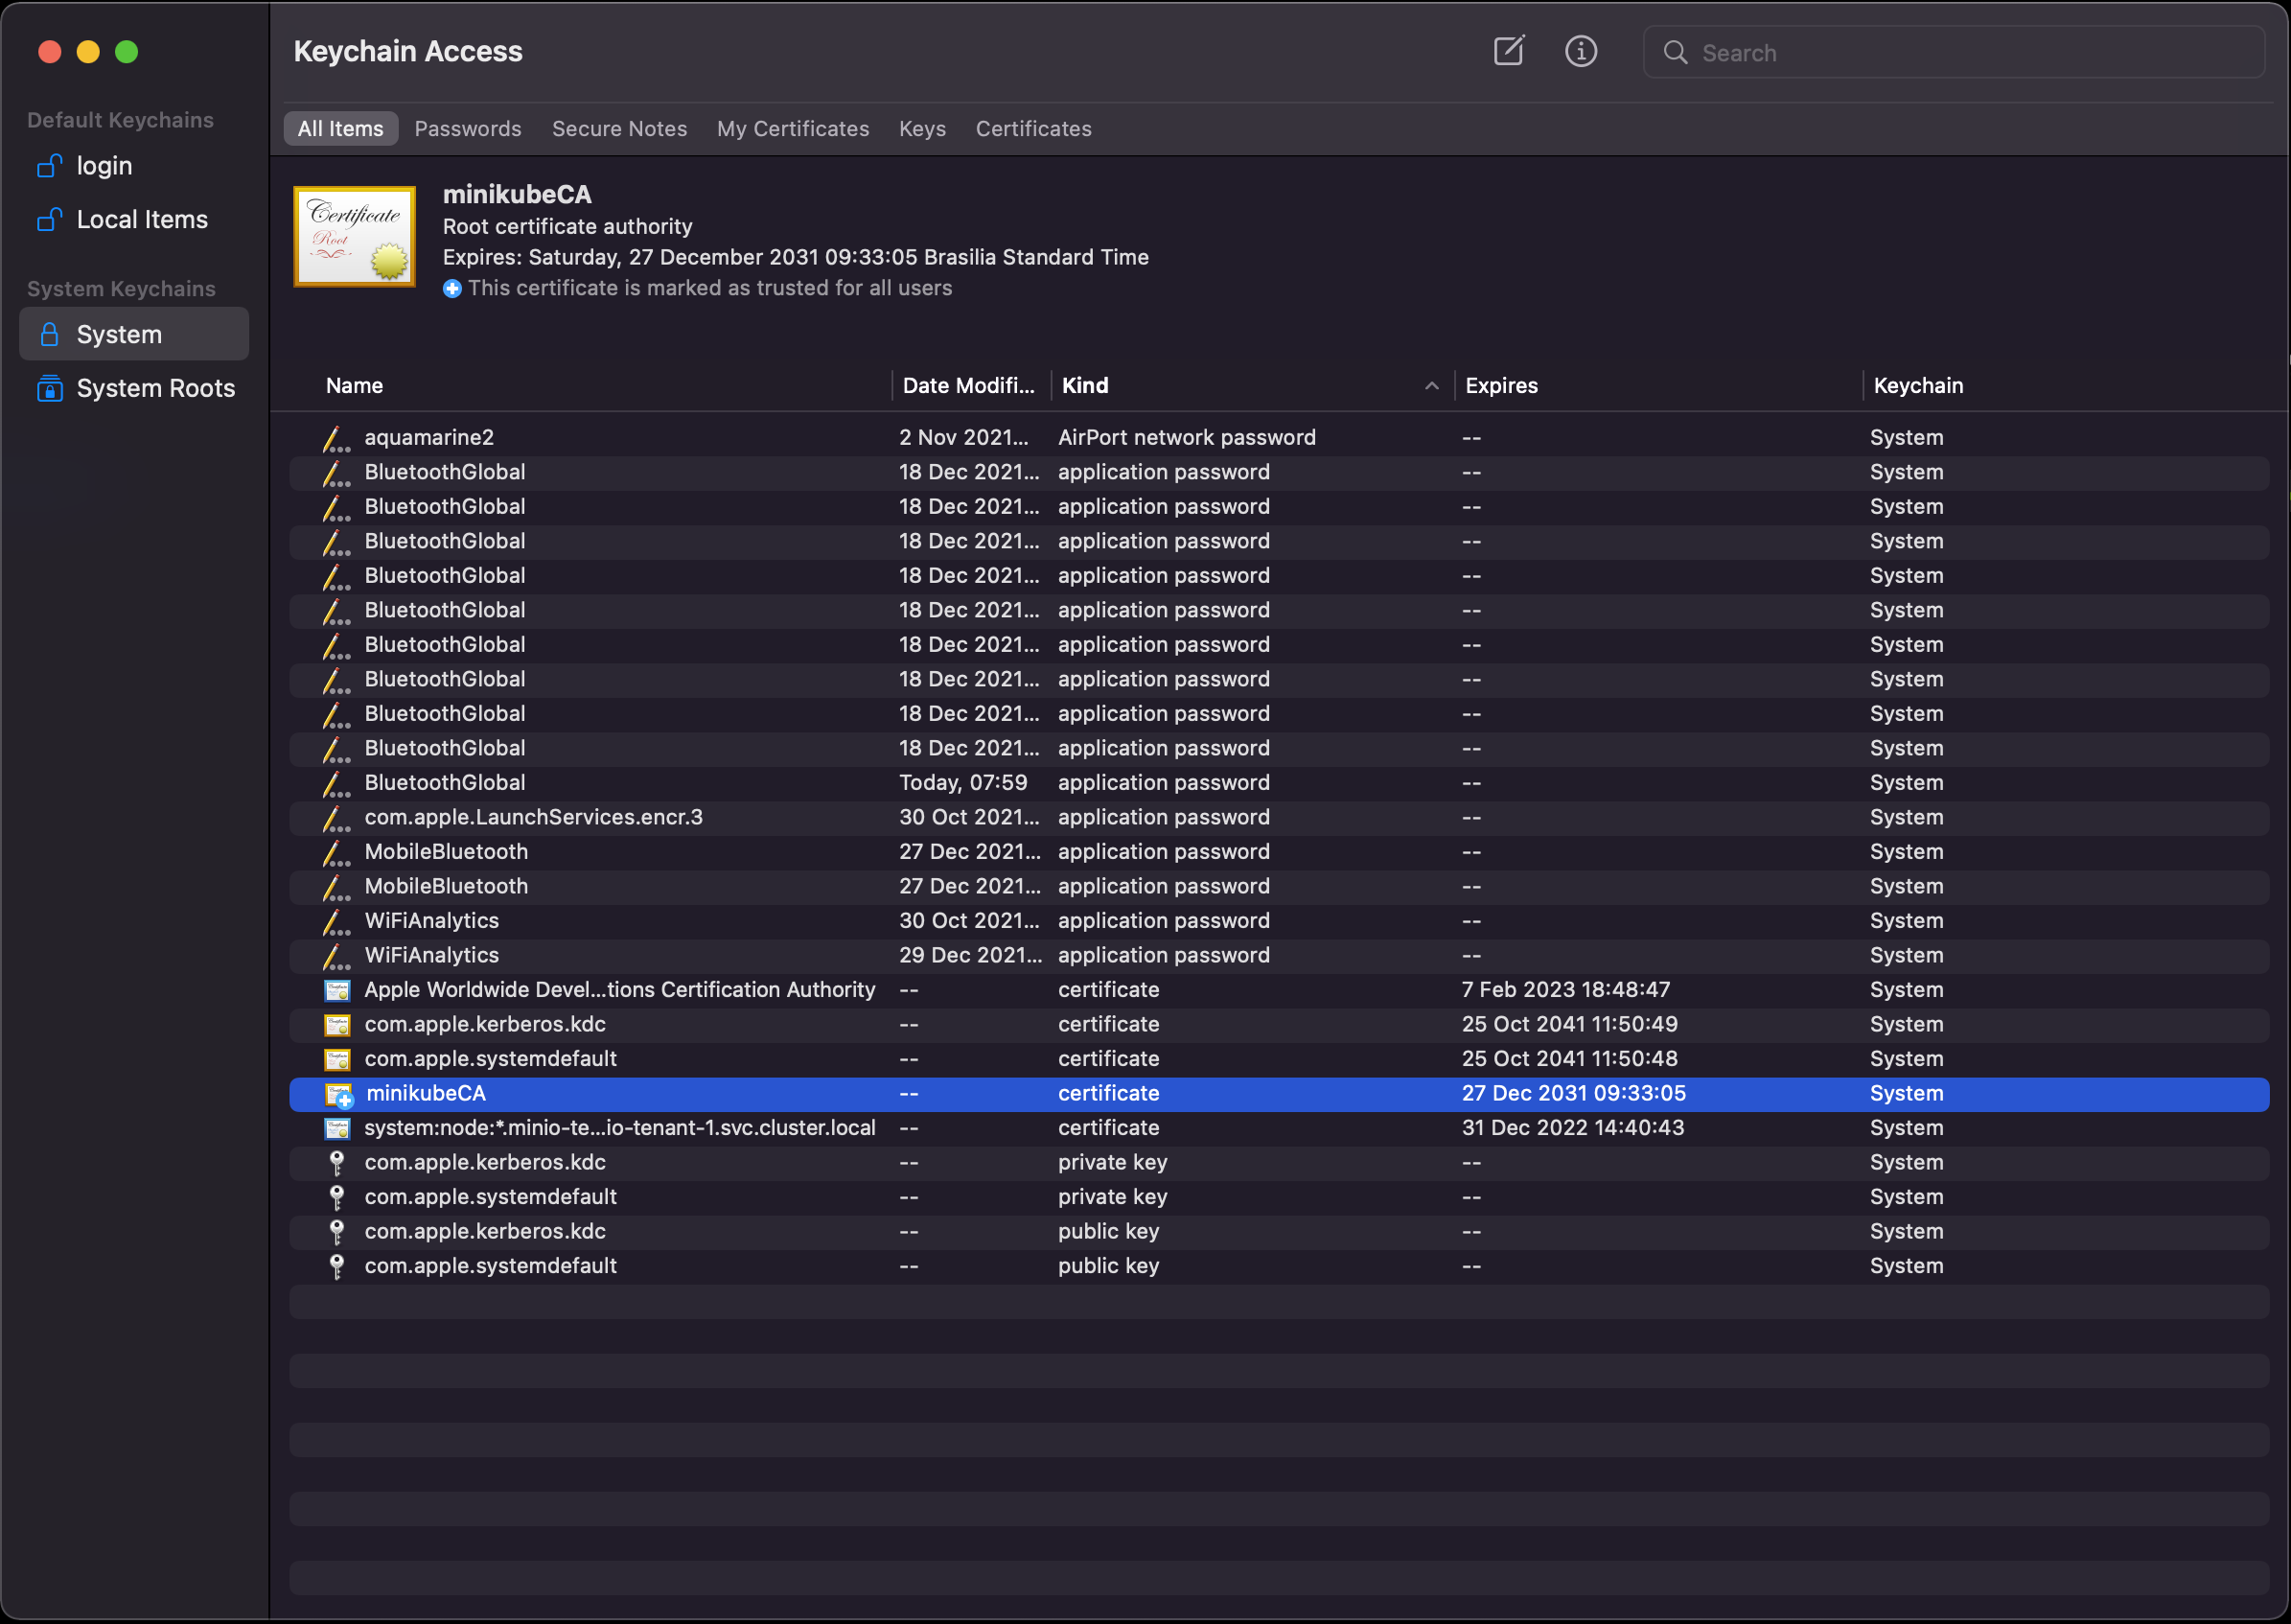 Keychain Access
Search
Default Keychains
login
Local Items
System Keychains
System
System Roots
All Items Passwords Secure Notes My Certificates Keys Certificates
Certificate
Root
minikubeCA
Root certificate authority
Expires: Saturday, 27 December 2031 09:33:05 Brasilia Standard Time
This certificate is marked as trusted for all users
Name Date Modifi... Kind Expires Keychain
aquamarine2 2 Nov 2021... AirPort network password -- System
BluetoothGlobal 18 Dec 2021... application password -- System
BluetoothGlobal 18 Dec 2021... application password -- System
BluetoothGlobal 18 Dec 2021... application password -- System
BluetoothGlobal 18 Dec 2021... application password -- System
BluetoothGlobal 18 Dec 2021... application password -- System
BluetoothGlobal 18 Dec 2021... application password -- System
BluetoothGlobal 18 Dec 2021... application password -- System
BluetoothGlobal 18 Dec 2021... application password -- System
BluetoothGlobal 18 Dec 2021... application password -- System
BluetoothGlobal Today, 07:59 application password -- System
com.apple.LaunchServices.encr.3 30 Oct 2021... application password -- System
MobileBluetooth 27 Dec 2021... application password -- System
MobileBluetooth 27 Dec 2021... application password -- System
WiFiAnalytics 30 Oct 2021... application password -- System
WiFiAnalytics 29 Dec 2021... application password -- System
Apple Worldwide Devel...tions Certification Authority -- certificate 7 Feb 2023 18:48:47 System
com.apple.kerberos.kdc -- certificate 25 Oct 2041 11:50:49 System
com.apple.systemdefault -- certificate 25 Oct 2041 11:50:48 System
minikubeCA -- certificate 27 Dec 2031 09:33:05 System
system:node:*.minio-te...io-tenant-1.svc.cluster.local -- certificate 31 Dec 2022 14:40:43 System
com.apple.kerberos.kdc -- private key -- System
com.apple.systemdefault -- private key -- System
com.apple.kerberos.kdc -- public key -- System
com.apple.systemdefault -- public key -- System